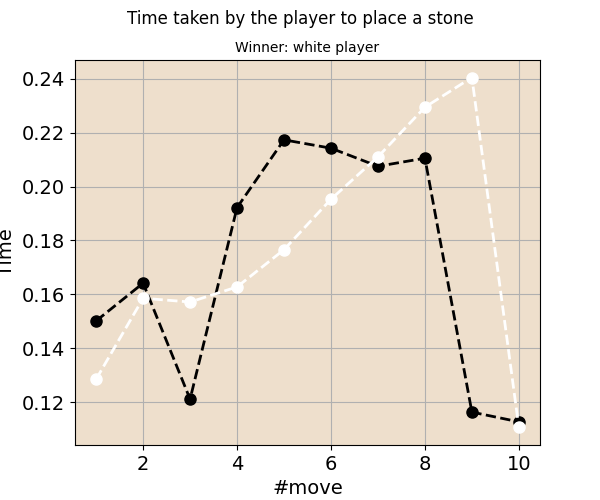 Time taken by the player to place a stone
Winner: white player
0.24
0.22
0.20
0.18
0.16
0.14
0.12
Time
2 4 6 8 10
#move